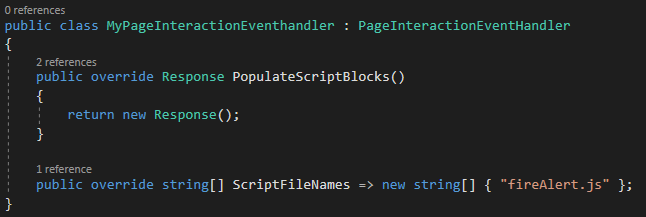 0 references
public class MyPageInteractionEventhandler : PageInteractionEventHandler
{
2 references
public override Response PopulateScriptBlocks()
{
return new Response();
}
1 reference
public override string[] ScriptFileNames => new string[] { "fireAlert.js" };
}